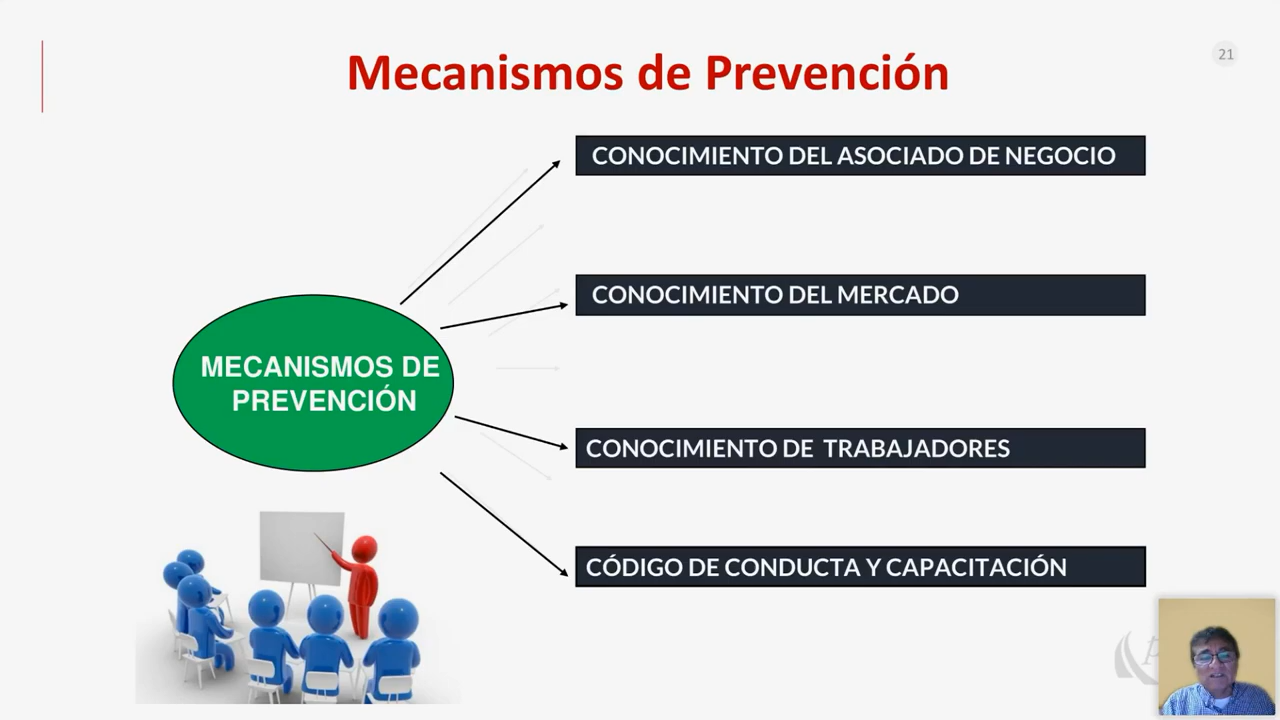 21
Mecanismos de Prevención
CONOCIMIENTO DEL ASOCIADO DE NEGOCIO
CONOCIMIENTO DEL MERCADO
MECANISMOS DE
PREVENCIÓN
CONOCIMIENTO DE TRABAJADORES
CÓDIGO DE CONDUCTA Y CAPACITACIÓN